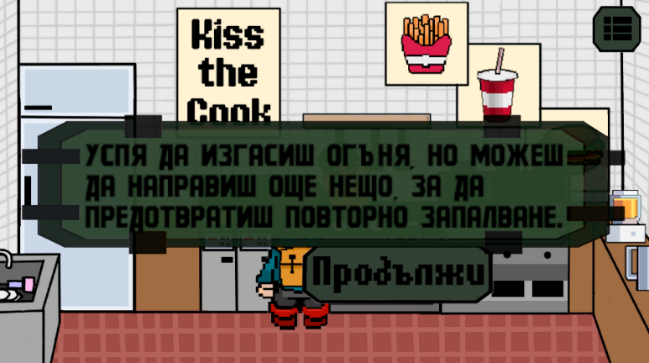 Kiss
the
Cook
УСПЯ ДА ИЗГАСИШ ОГЪНЯ, НО МОЖЕШ
ДА НАПРАВИШ ОЩЕ НЕЩО, ЗА ДА
ПРЕДОТВРАТИШ ПОВТОРНО ЗАПАЛВАНЕ.
Продължи